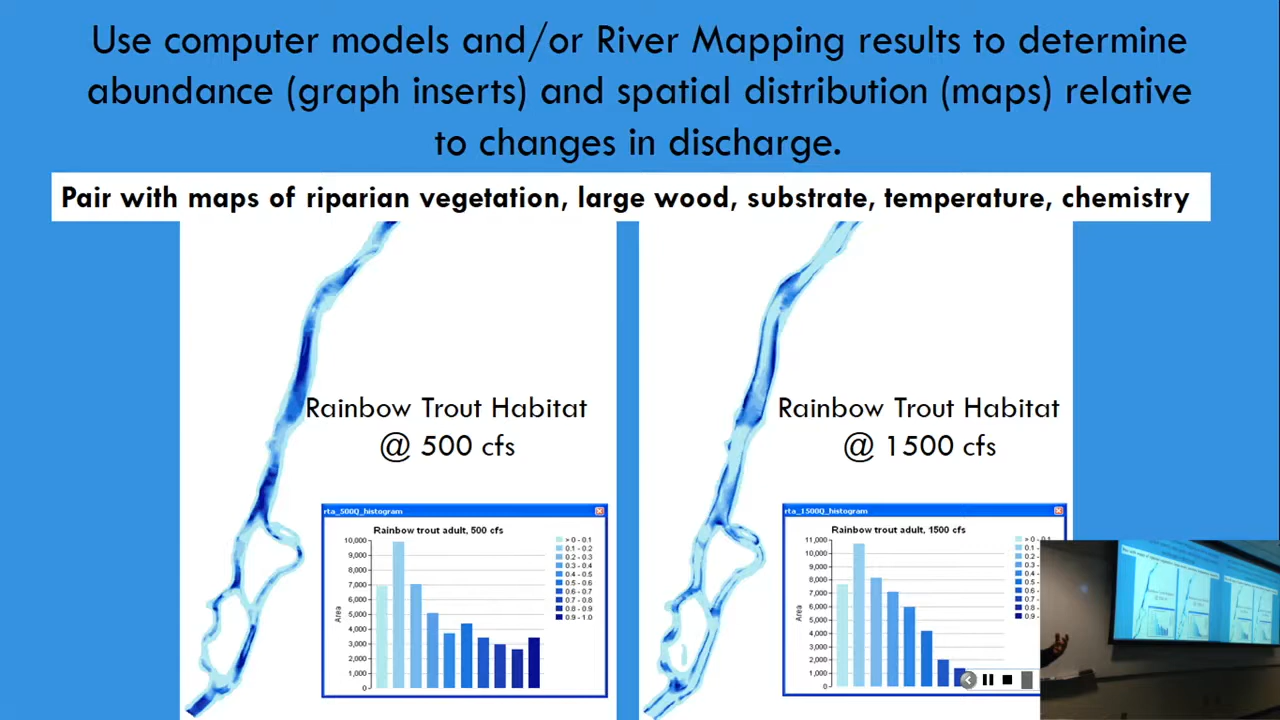 Use computer models and/or River Mapping results to determine
abundance (graph inserts) and spatial distribution (maps) relative
to changes in discharge.
Pair with maps of riparian vegetation, large wood, substrate, temperature, chemistry
Rainbow Trout Habitat
@ 500 cfs
Rainbow Trout Habitat
@ 1500 cfs
rta_500Q_histogram
Rainbow trout adult, 500 cfs
10,000
9,000
8,000
7,000
6,000
5,000
4,000
3,000
2,000
1,000
0
Area
> 0 - 0.1
0.1 - 0.2
0.2 - 0.3
0.3 - 0.4
0.4 - 0.5
0.5 - 0.6
0.6 - 0.7
0.7 - 0.8
0.8 - 0.9
0.9 - 1.0
rta_1500Q_histogram
Rainbow trout adult, 1500 cfs
11,000
10,000
9,000
8,000
7,000
6,000
5,000
4,000
3,000
2,000
1,000
0
Area
> 0 - 0.1
0.1 -
0.2 -
0.3 -
0.4 -
0.5 -
0.6 -
0.7 -
0.8 -
0.9 -